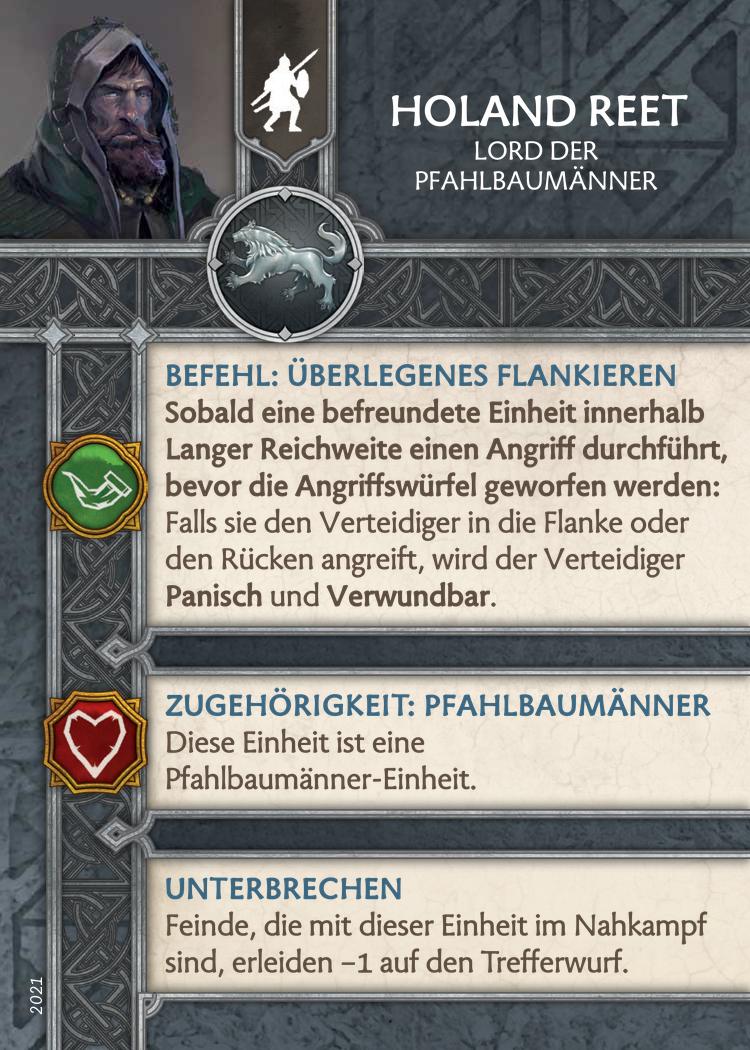 HOLAND REET
LORD DER
PFAHLBAUMÄNNER
BEFEHL: ÜBERLEGENES FLANKIEREN
Sobald eine befreundete Einheit innerhalb
Langer Reichweite einen Angriff durchführt,
bevor die Angriffswürfel geworfen werden:
Falls sie den Verteidiger in die Flanke oder
den Rücken angreift, wird der Verteidiger
Panisch und Verwundbar.
ZUGEHÖRIGKEIT: PFAHLBAUMÄNNER
Diese Einheit ist eine
Pfahlbaumänner-Einheit.
UNTERBRECHEN
Feinde, die mit dieser Einheit im Nahkampf
sind, erleiden –1 auf den Trefferwurf.
2021